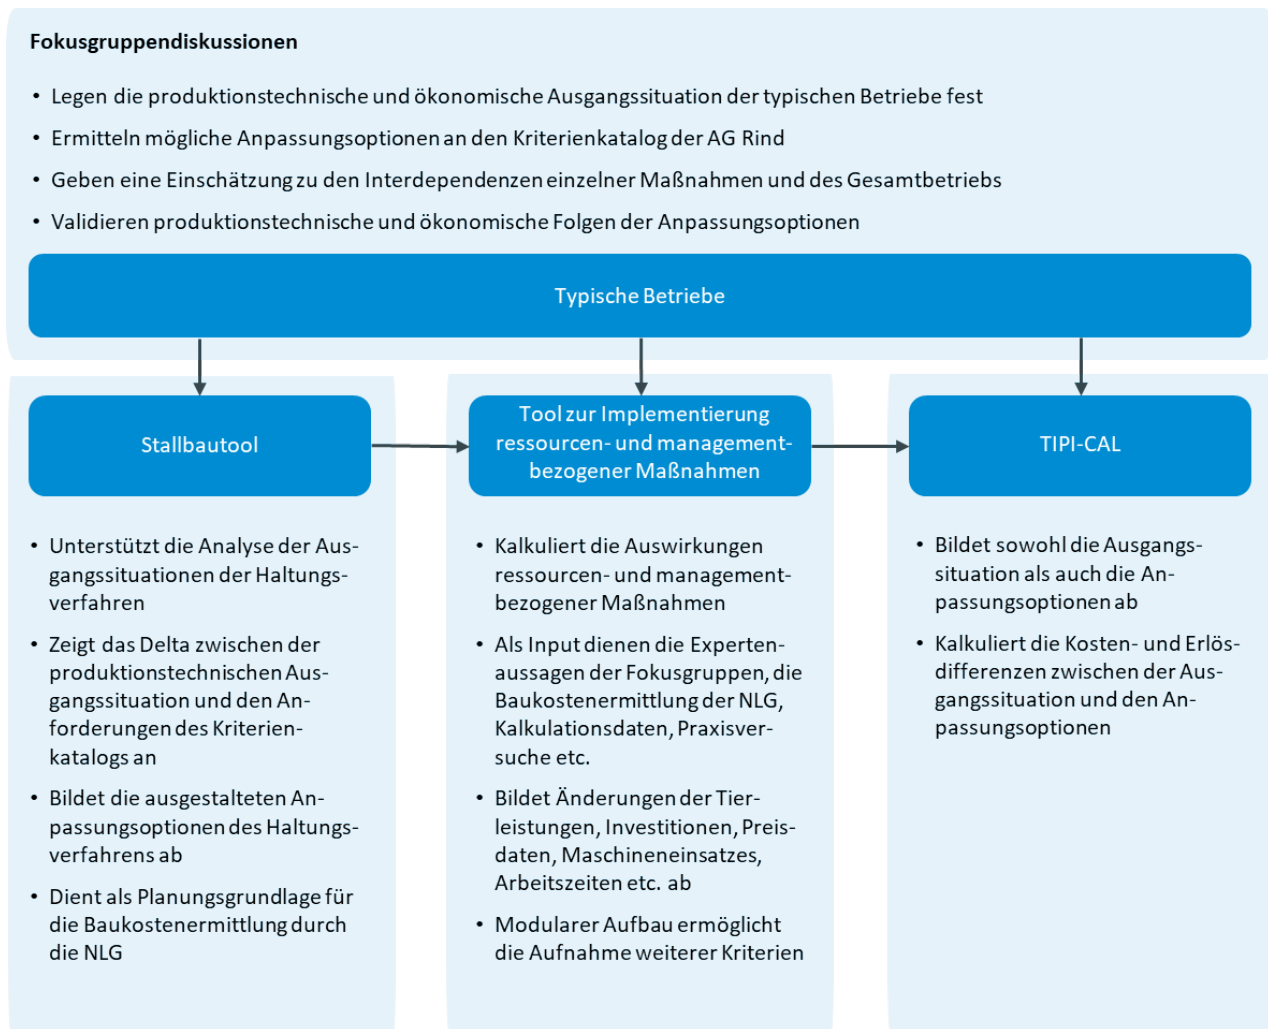 Fokusgruppendiskussionen
• Legen die produktionstechnische und ökonomische Ausgangssituation der typischen Betriebe fest
• Ermitteln mögliche Anpassungsoptionen an den Kriterienkatalog der AG Rind
• Geben eine Einschätzung zu den Interdependenzen einzelner Maßnahmen und des Gesamtbetriebs
• Validieren produktionstechnische und ökonomische Folgen der Anpassungsoptionen
Typische Betriebe
Stallbautool
• Unterstützt die Analyse der Aus-
gangssituationen der Haltungs-
verfahren
• Zeigt das Delta zwischen der
produktionstechnischen Aus-
gangssituation und den An-
forderungen des Kriterien-
katalogs an
• Bildet die ausgestalteten An-
passungsoptionen des Haltungs-
verfahrens ab
• Dient als Planungsgrundlage für
die Baukostenermittlung durch
die NLG
Tool zur Implementierung
ressourcen- und management-
bezogener Maßnahmen
• Kalkuliert die Auswirkungen
ressourcen- und management-
bezogener Maßnahmen
• Als Input dienen die Experten-
aussagen der Fokusgruppen, die
Baukostenermittlung der NLG,
Kalkulationsdaten, Praxisver-
suche etc.
• Bildet Änderungen der Tier-
leistungen, Investitionen, Preis-
daten, Maschineneinsatzes,
Arbeitszeiten etc. ab
• Modularer Aufbau ermöglicht
die Aufnahme weiterer Kriterien
TIPI-CAL
• Bildet sowohl die Ausgangs-
situation als auch die An-
passungsoptionen ab
• Kalkuliert die Kosten- und Erlös-
differenzen zwischen der Aus-
gangssituation und den An-
passungsoptionen